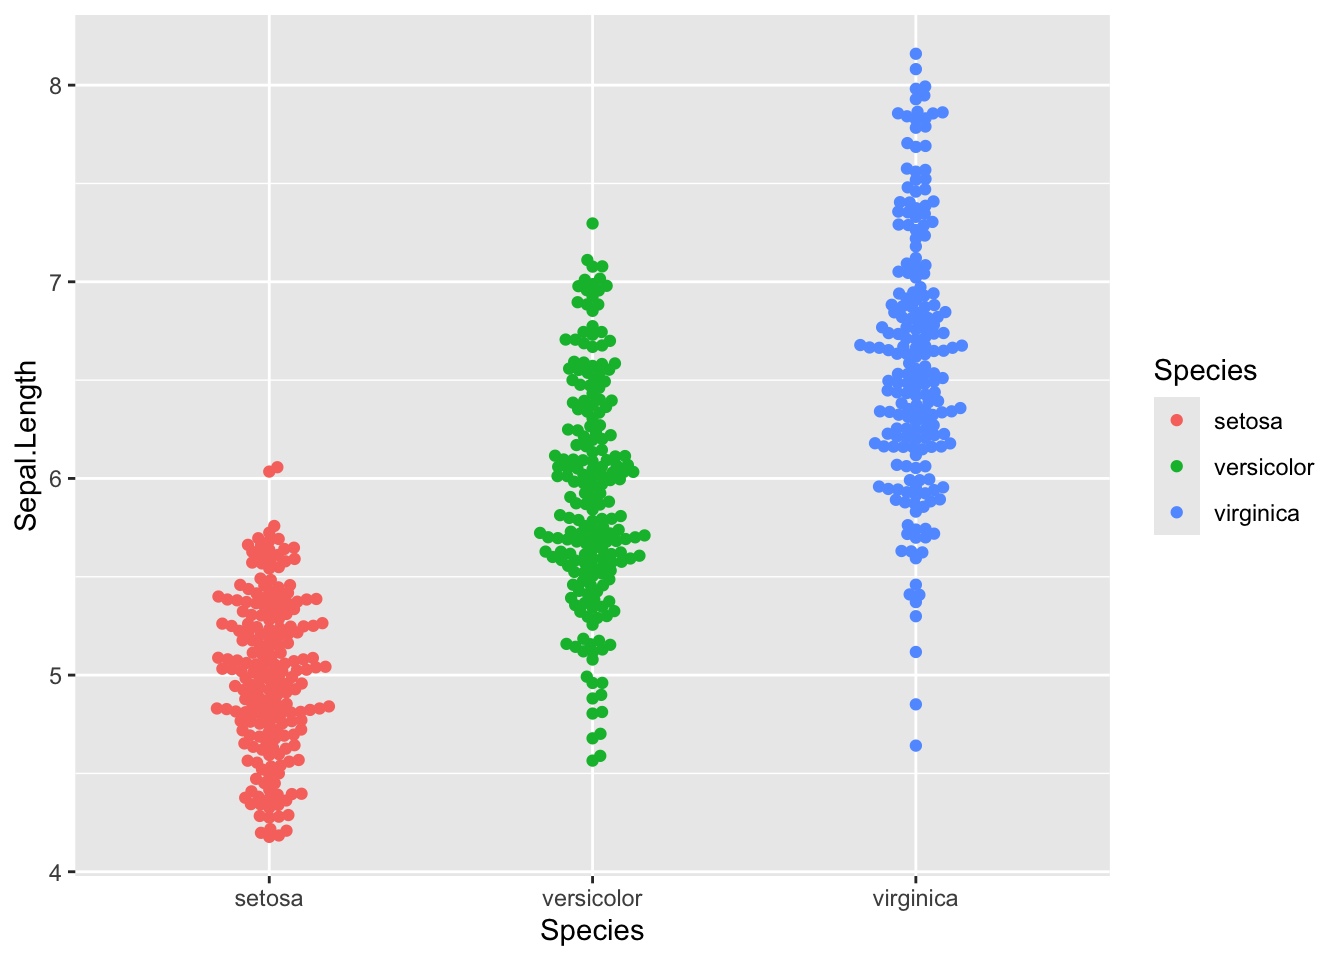 8
7
6
5
4
Sepal.Length
setosa
versicolor
virginica
Species
Species
setosa
versicolor
virginica